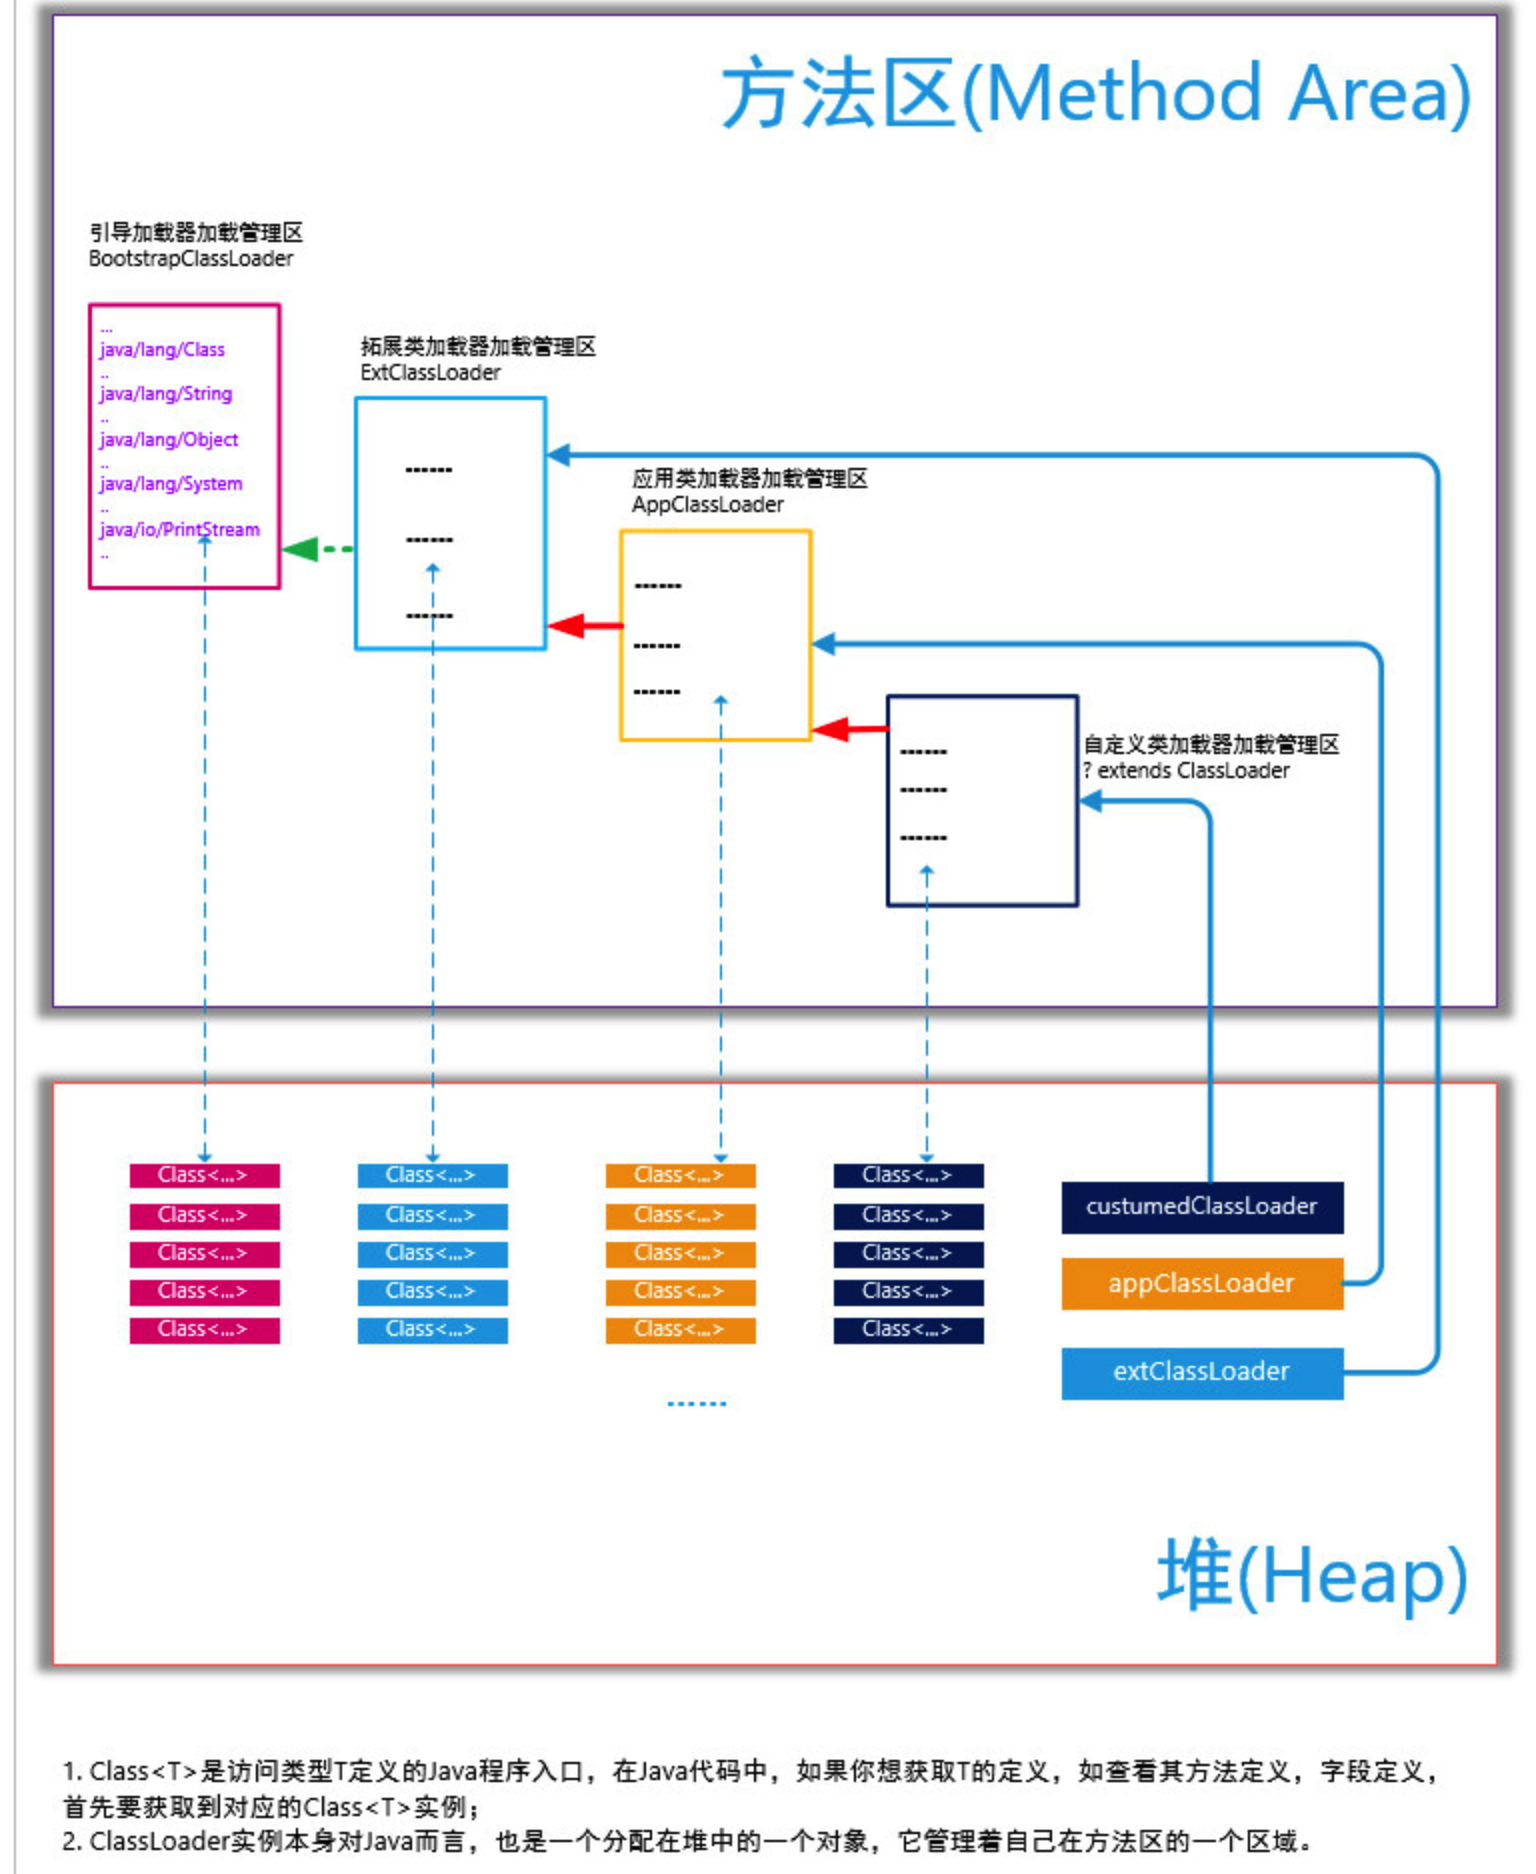 方法区(Method Area)
引导加载器加载管理区
BootstrapClassLoader
...
java/lang/Class
..
java/lang/String
..
java/lang/Object
..
java/lang/System
..
java/io/PrintStream
..
拓展类加载器加载管理区
ExtClassLoader
......
......
......
应用类加载器加载管理区
AppClassLoader
......
......
......
自定义类加载器加载管理区
? extends ClassLoader
......
......
......
Class<...> Class<...> Class<...> Class<...>
Class<...> Class<...> Class<...> Class<...>
Class<...> Class<...> Class<...> Class<...>
Class<...> Class<...> Class<...> Class<...>
Class<...> Class<...> Class<...> Class<...>
custumedClassLoader
appClassLoader
extClassLoader
......
堆(Heap)
1. Class<T>是访问类型T定义的Java程序入口，在Java代码中，如果你想获取T的定义，如查看其方法定义，字段定义，
首先要获取到对应的Class<T>实例；
2. ClassLoader实例本身对Java而言，也是一个分配在堆中的一个对象，它管理着自己在方法区的一个区域。